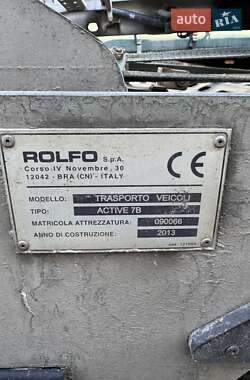 AUTO RIA
ROLFO S.p.A.
Corso IV Novembre, 30
12042 - BRA (CN) - ITALY
CE
MODELLO: TRASPORTO VEICOLI
TIPO: ACTIVE 7B
MATRICOLA ATTREZZATURA: 090066
ANNO DI COSTRUZIONE: 2013